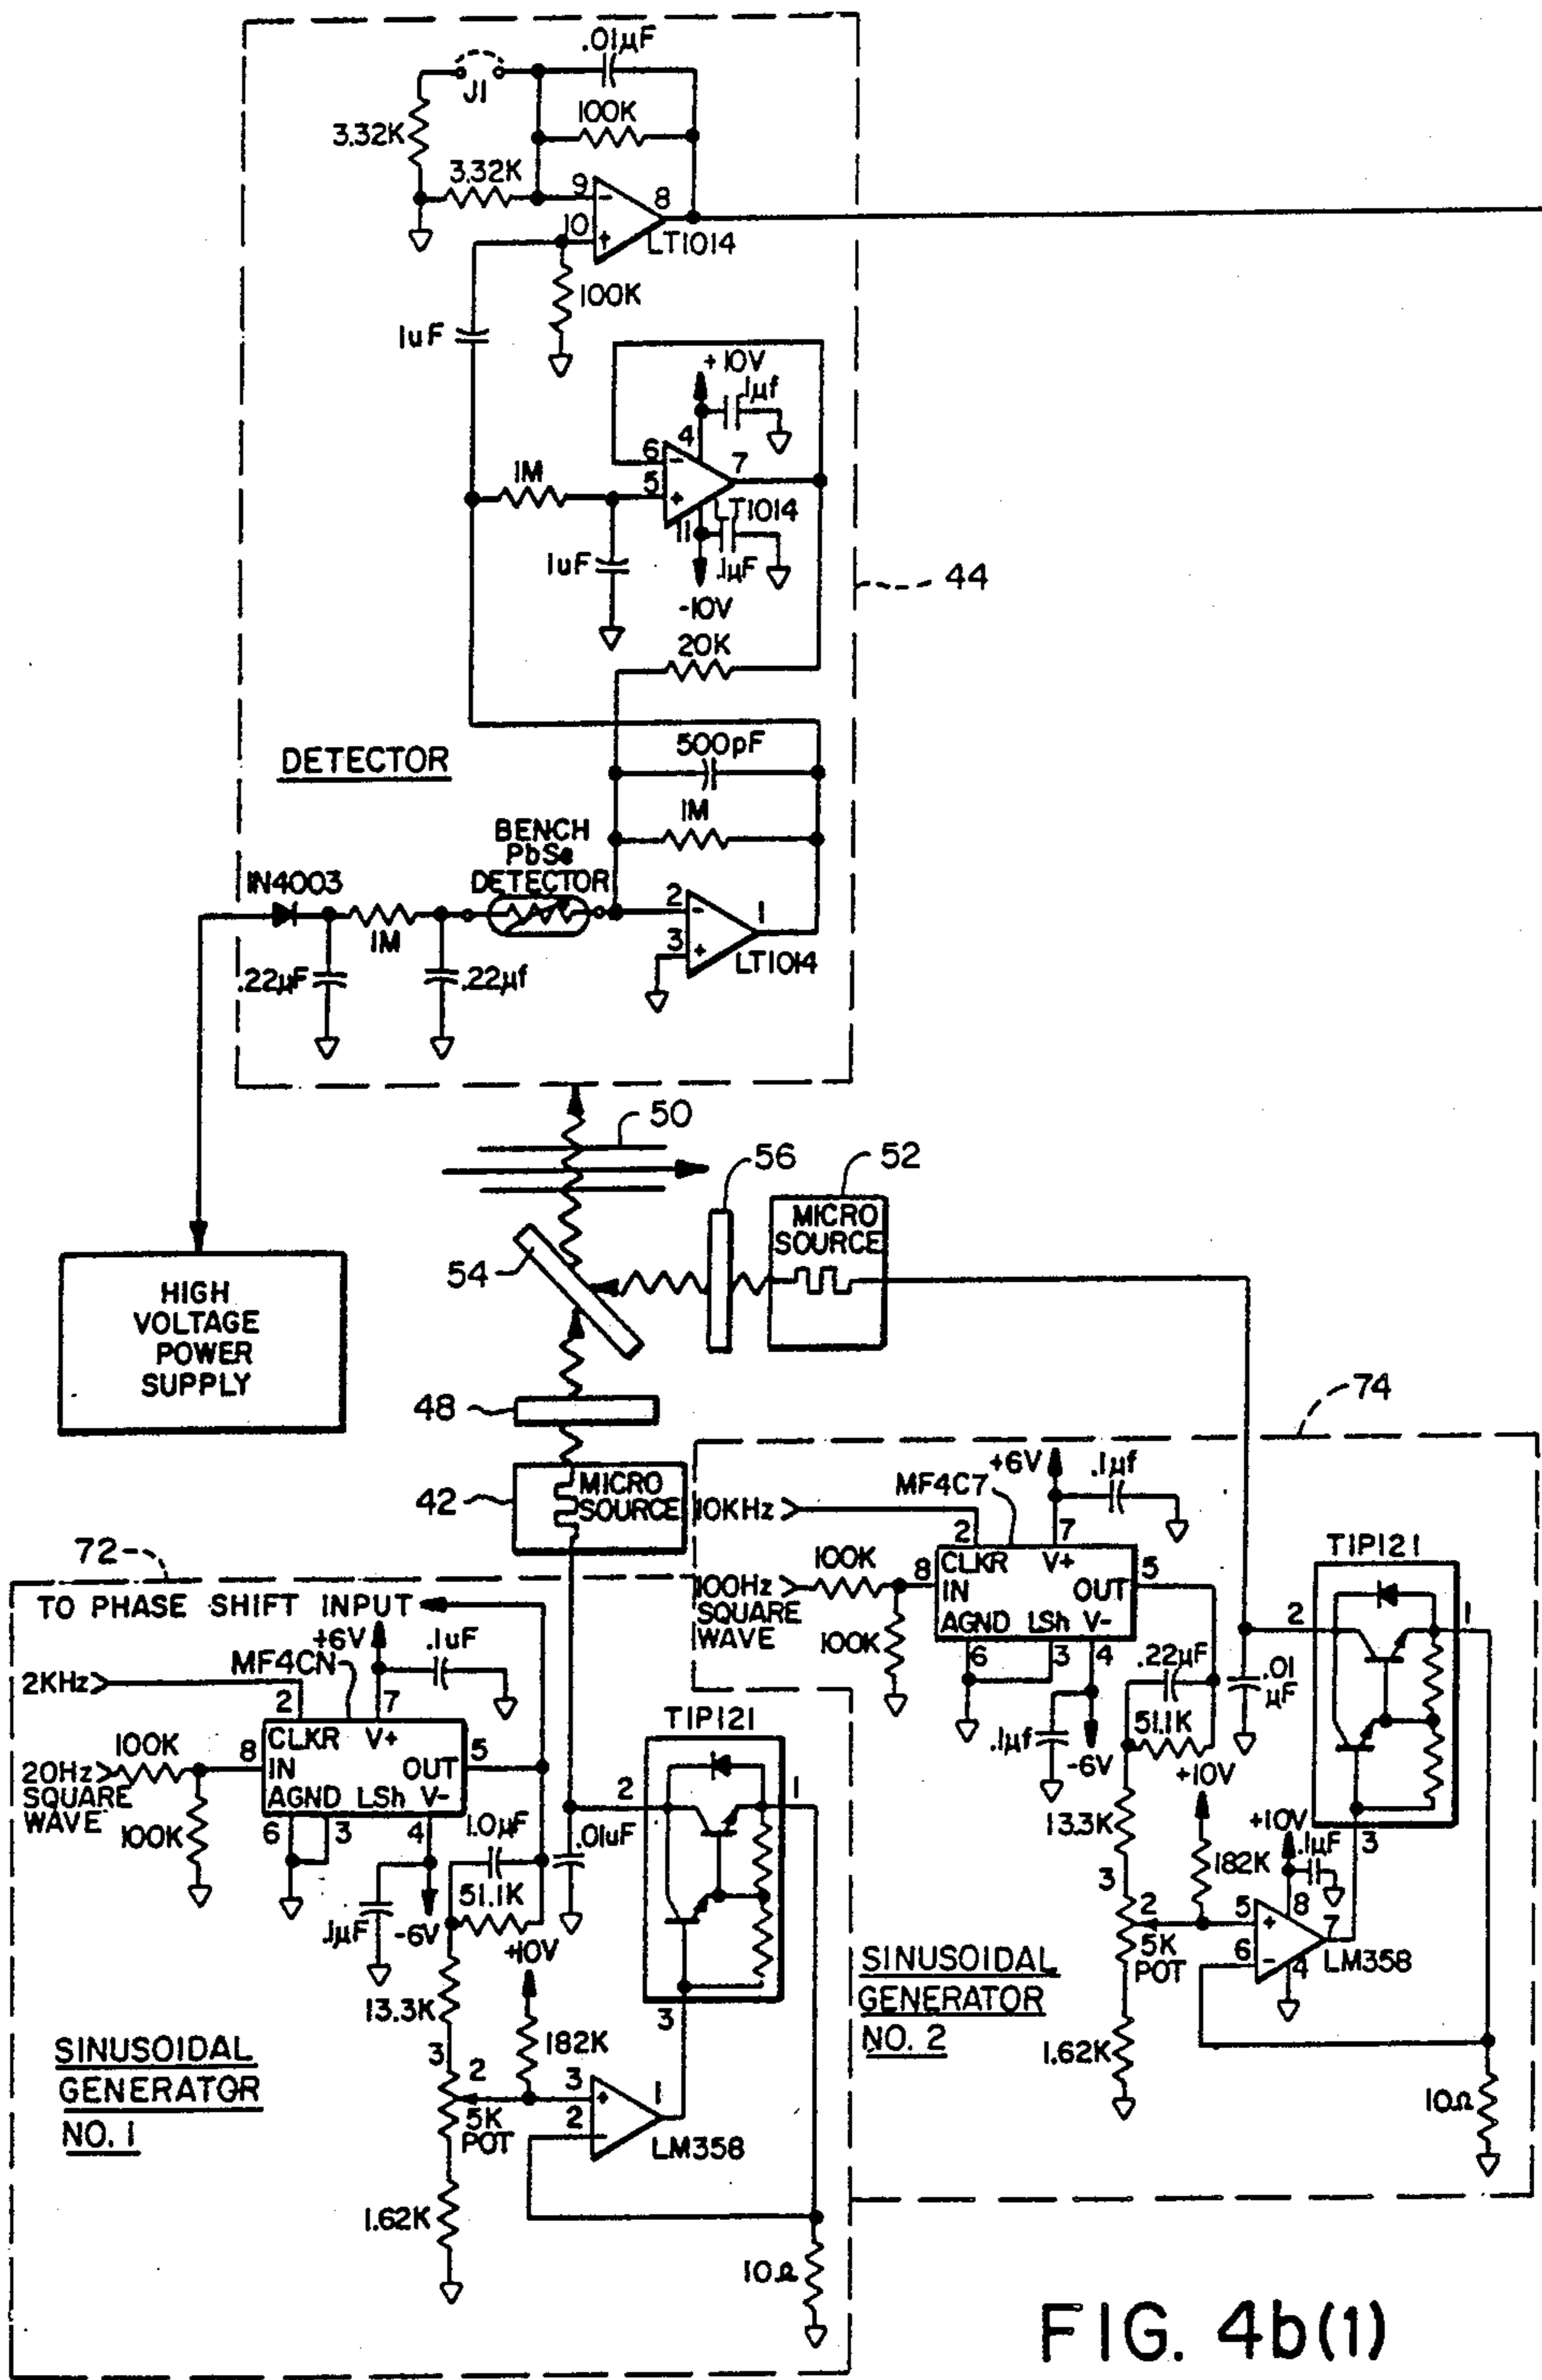 .01µF
J1
100K
3.32K
3.32K
9
-
8
10
+
LT1014
100K
1uF
+10V
.1µf
4
6
-
7
1M
5
+
LT1014
11
1uF
.1µF
-10V
44
20K
500pF
DETECTOR
1M
BENCH
PbSe
DETECTOR
1N4003
2
-
1
3
+
1M
LT1014
.22µF
.22µf
50
56
52
MICRO
SOURCE
54
HIGH
VOLTAGE
POWER
SUPPLY
48
74
42
MICRO
SOURCE
10KHz
MF4C7
+6V
.1µf
2
7
TIP121
72
100K
8
CLKR
V+
5
100Hz
SQUARE
WAVE
IN
OUT
2
1
TO PHASE SHIFT INPUT
AGND
LSh
V-
100K
6
3
4
.22µF
.01
µF
+6V
.1uF
2KHz
MF4CN
2
7
TIP121
51.1K
.1µf
-6V
+10V
100K
8
CLKR
V+
20Hz
SQUARE
WAVE
IN
OUT
5
2
1
AGND
LSh
V-
13.3K
+10V
3
100K
6
3
4
1.0µF
.01uF
182K
.1µF
3
51.1K
8
.1µF
-6V
2
5
+
7
+10V
5K
POT
6
-
LM358
4
SINUSOIDAL
GENERATOR
NO. 2
13.3K
3
182K
SINUSOIDAL
GENERATOR
NO. 1
3
1.62K
2
3
+
1
5K
POT
2
-
10Ω
LM358
1.62K
10Ω
FIG. 4b(1)